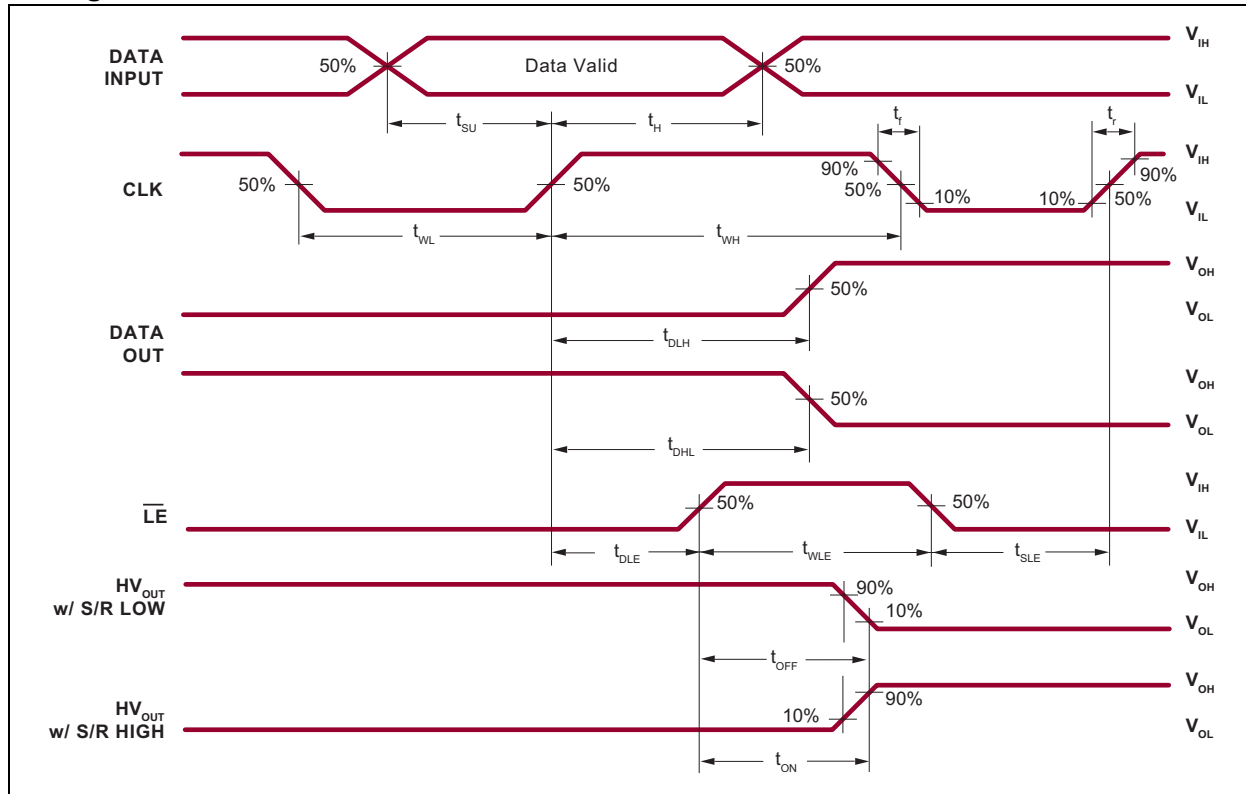 DATA
INPUT
50%
Data Valid
50%
V_IH
V_IL
t_SU
t_H
t_f
t_r
CLK
50%
50%
90%
50%
10%
10%
50%
90%
V_IH
V_IL
t_WL
t_WH
DATA
OUT
50%
V_OH
V_OL
t_DLH
50%
V_OH
V_OL
t_DHL
LE
50%
50%
V_IH
V_IL
t_DLE
t_WLE
t_SLE
HV_OUT
w/ S/R LOW
90%
10%
V_OH
V_OL
t_OFF
HV_OUT
w/ S/R HIGH
10%
90%
V_OH
V_OL
t_ON